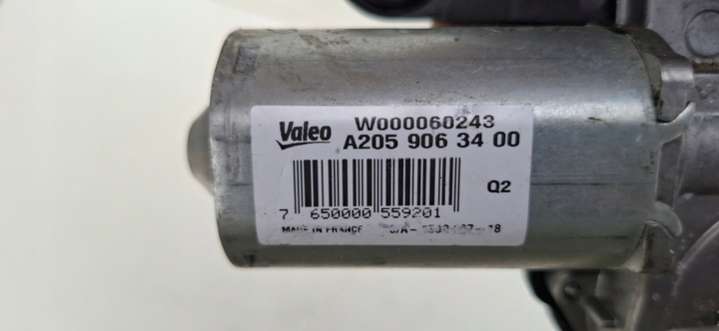 Valeo W000060243
A205 906 34 00
Q2
7 650000 559201
MADE IN FRANCE